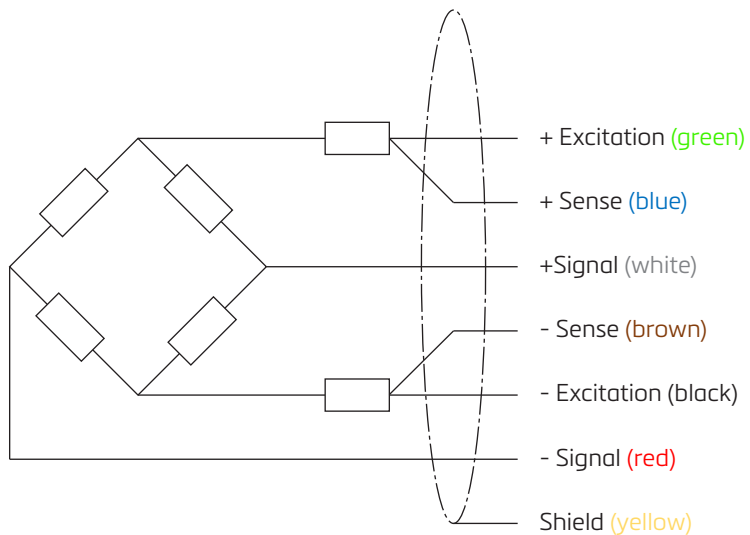 + Excitation (green)
+ Sense (blue)
+Signal (white)
- Sense (brown)
- Excitation (black)
- Signal (red)
Shield (yellow)